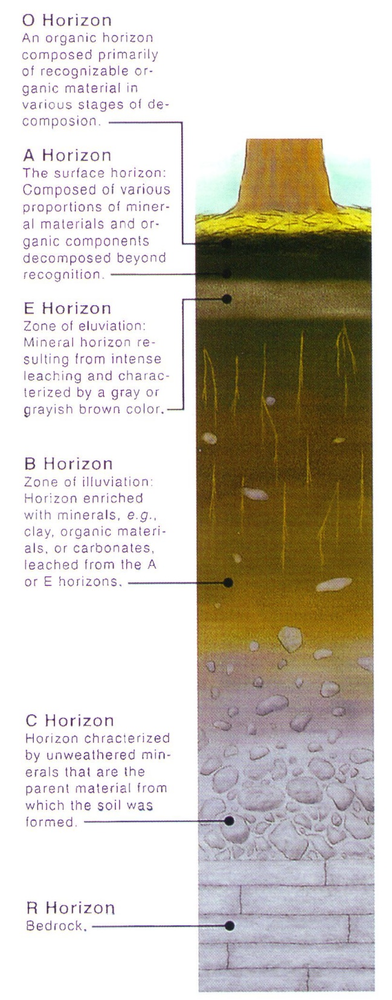 O Horizon
An organic horizon
composed primarily
of recognizable or-
ganic material in
various stages of de-
composion.
A Horizon
The surface horizon:
Composed of various
proportions of miner-
al materials and or-
ganic components
decomposed beyond
recognition.
E Horizon
Zone of eluviation:
Mineral horizon re-
sulting from intense
leaching and charac-
terized by a gray or
grayish brown color.
B Horizon
Zone of illuviation:
Horizon enriched
with minerals, e.g.,
clay, organic materi-
als, or carbonates,
leached from the A
or E horizons.
C Horizon
Horizon chracterized
by unweathered min-
erals that are the
parent material from
which the soil was
formed.
R Horizon
Bedrock.